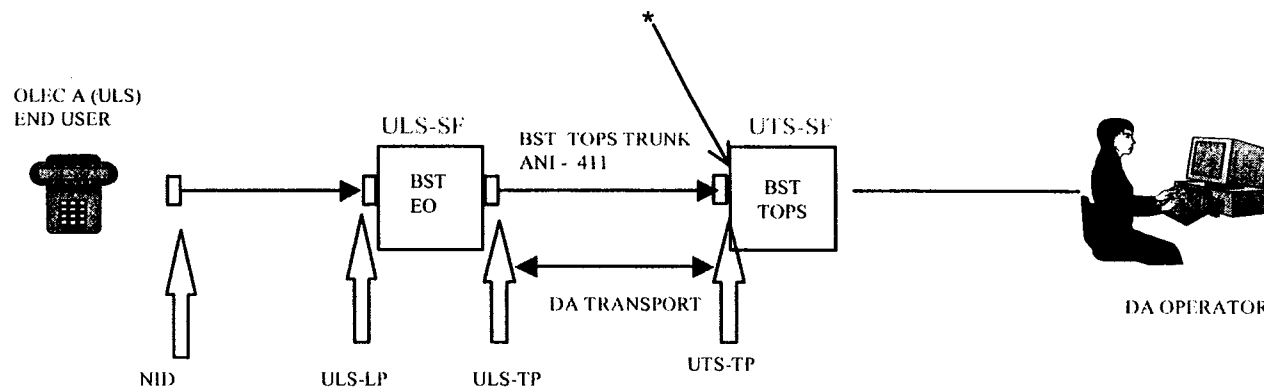 *
OLEC A (ULS)
END USER
ULS-SF
BST TOPS TRUNK
ANI - 411
UTS-SF
BST
EO
BST
TOPS
DA TRANSPORT
DA OPERATOR
NID
ULS-LP
ULS-TP
UTS-TP